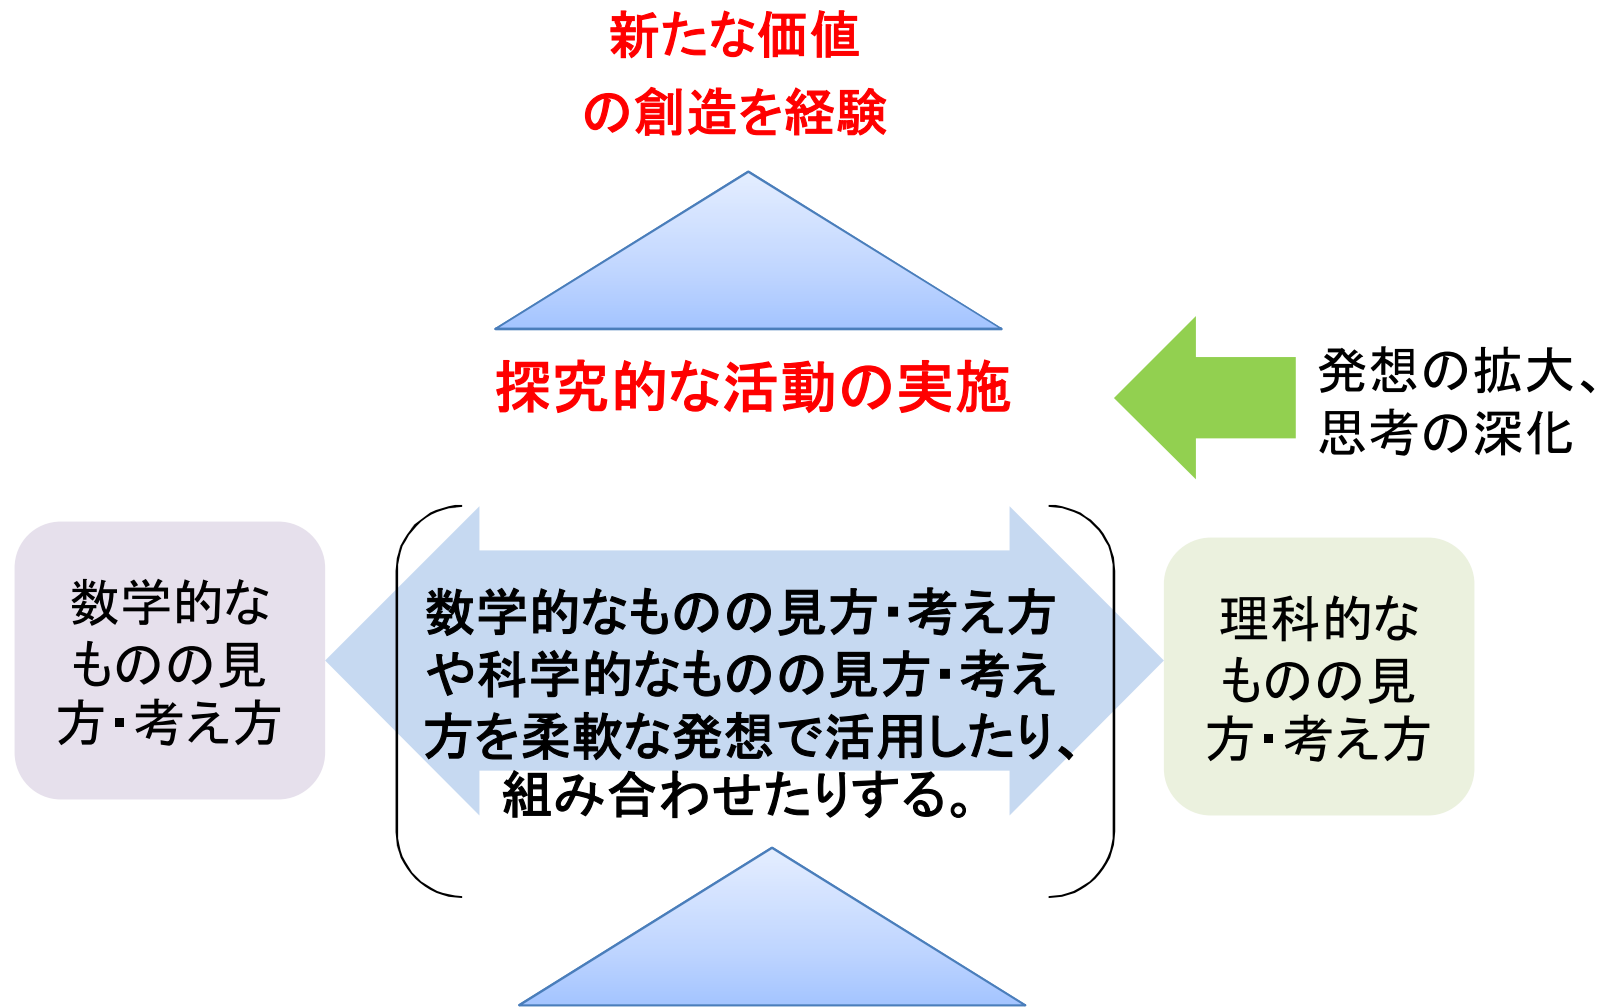 新たな価値
の創造を経験
探究的な活動の実施
発想の拡大、
思考の深化
数学的な
ものの見
方・考え方
数学的なものの見方・考え方
や科学的なものの見方・考え
方を柔軟な発想で活用したり、
組み合わせたりする。
理科的な
ものの見
方・考え方